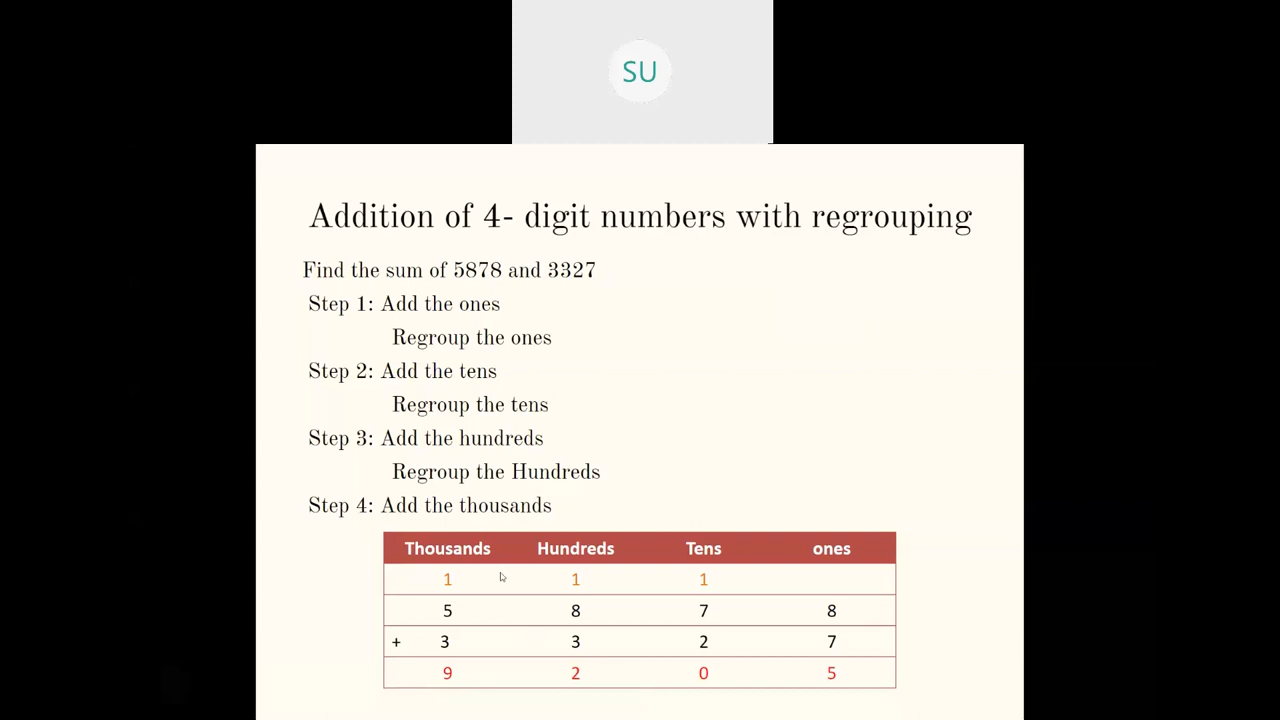 SU
Addition of 4- digit numbers with regrouping
Find the sum of 5878 and 3327
Step 1: Add the ones
Regroup the ones
Step 2: Add the tens
Regroup the tens
Step 3: Add the hundreds
Regroup the Hundreds
Step 4: Add the thousands
Thousands Hundreds Tens ones
1 1 1
5 8 7 8
+ 3 3 2 7
9 2 0 5